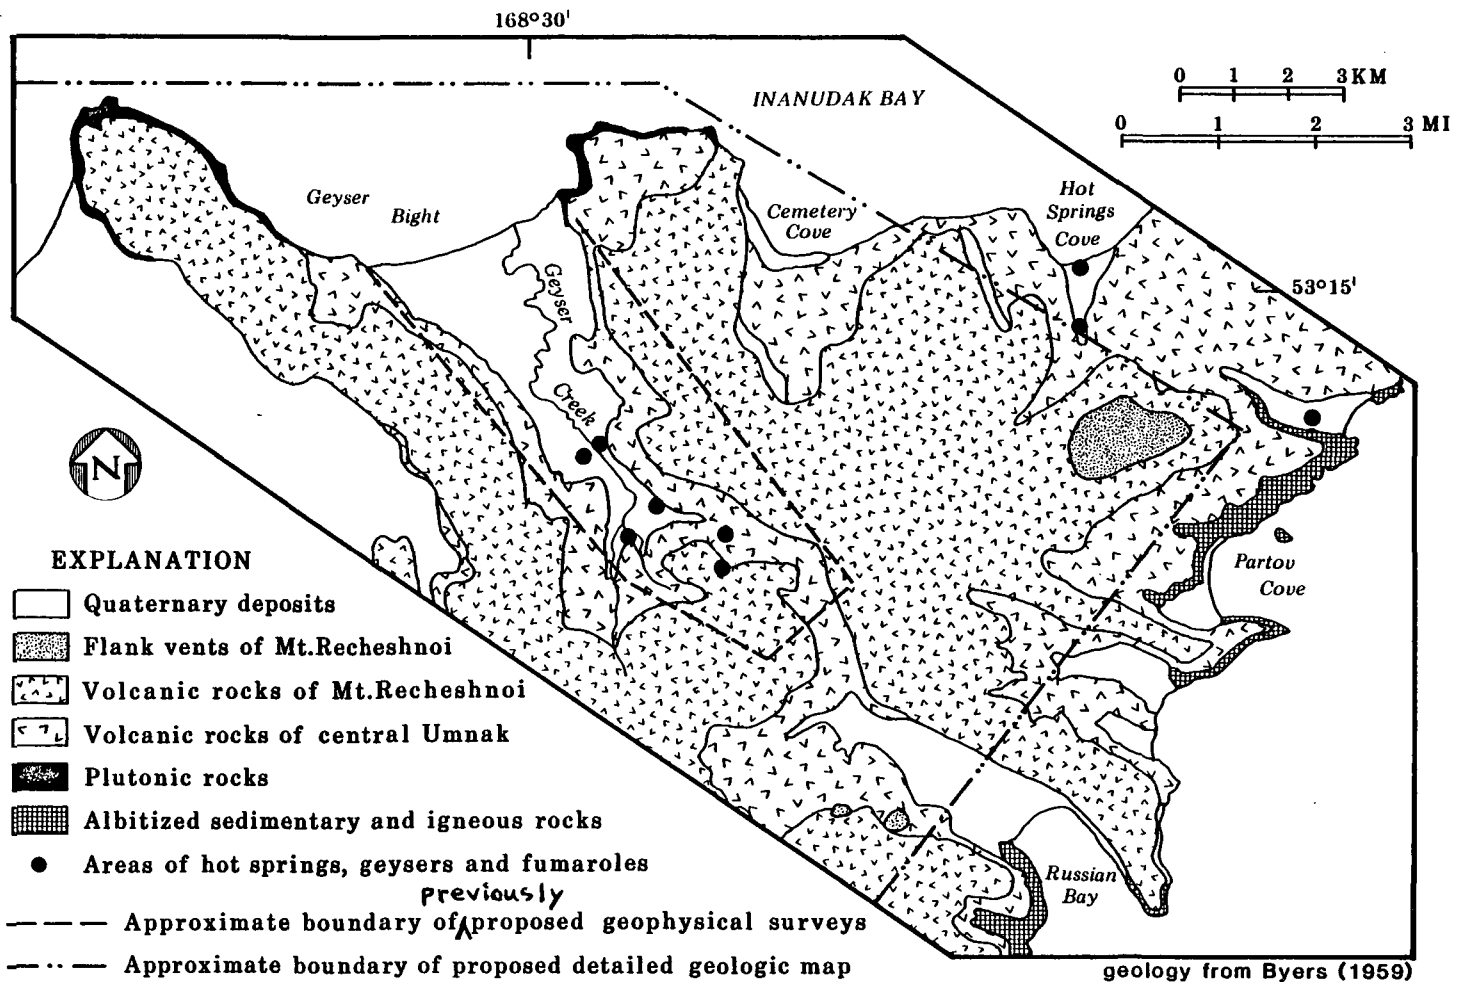 168°30'
0 1 2 3 KM
INANUDAK BAY
0 1 2 3 MI
Geyser
Bight
Cemetery
Cove
Hot
Springs
Cove
53°15'
Geyser
Creek
N
EXPLANATION
Quaternary deposits
Flank vents of Mt.Recheshnoi
Volcanic rocks of Mt.Recheshnoi
Volcanic rocks of central Umnak
Plutonic rocks
Albitized sedimentary and igneous rocks
Areas of hot springs, geysers and fumaroles
previously
Approximate boundary of proposed geophysical surveys
Approximate boundary of proposed detailed geologic map
Partov
Cove
Russian
Bay
geology from Byers (1959)